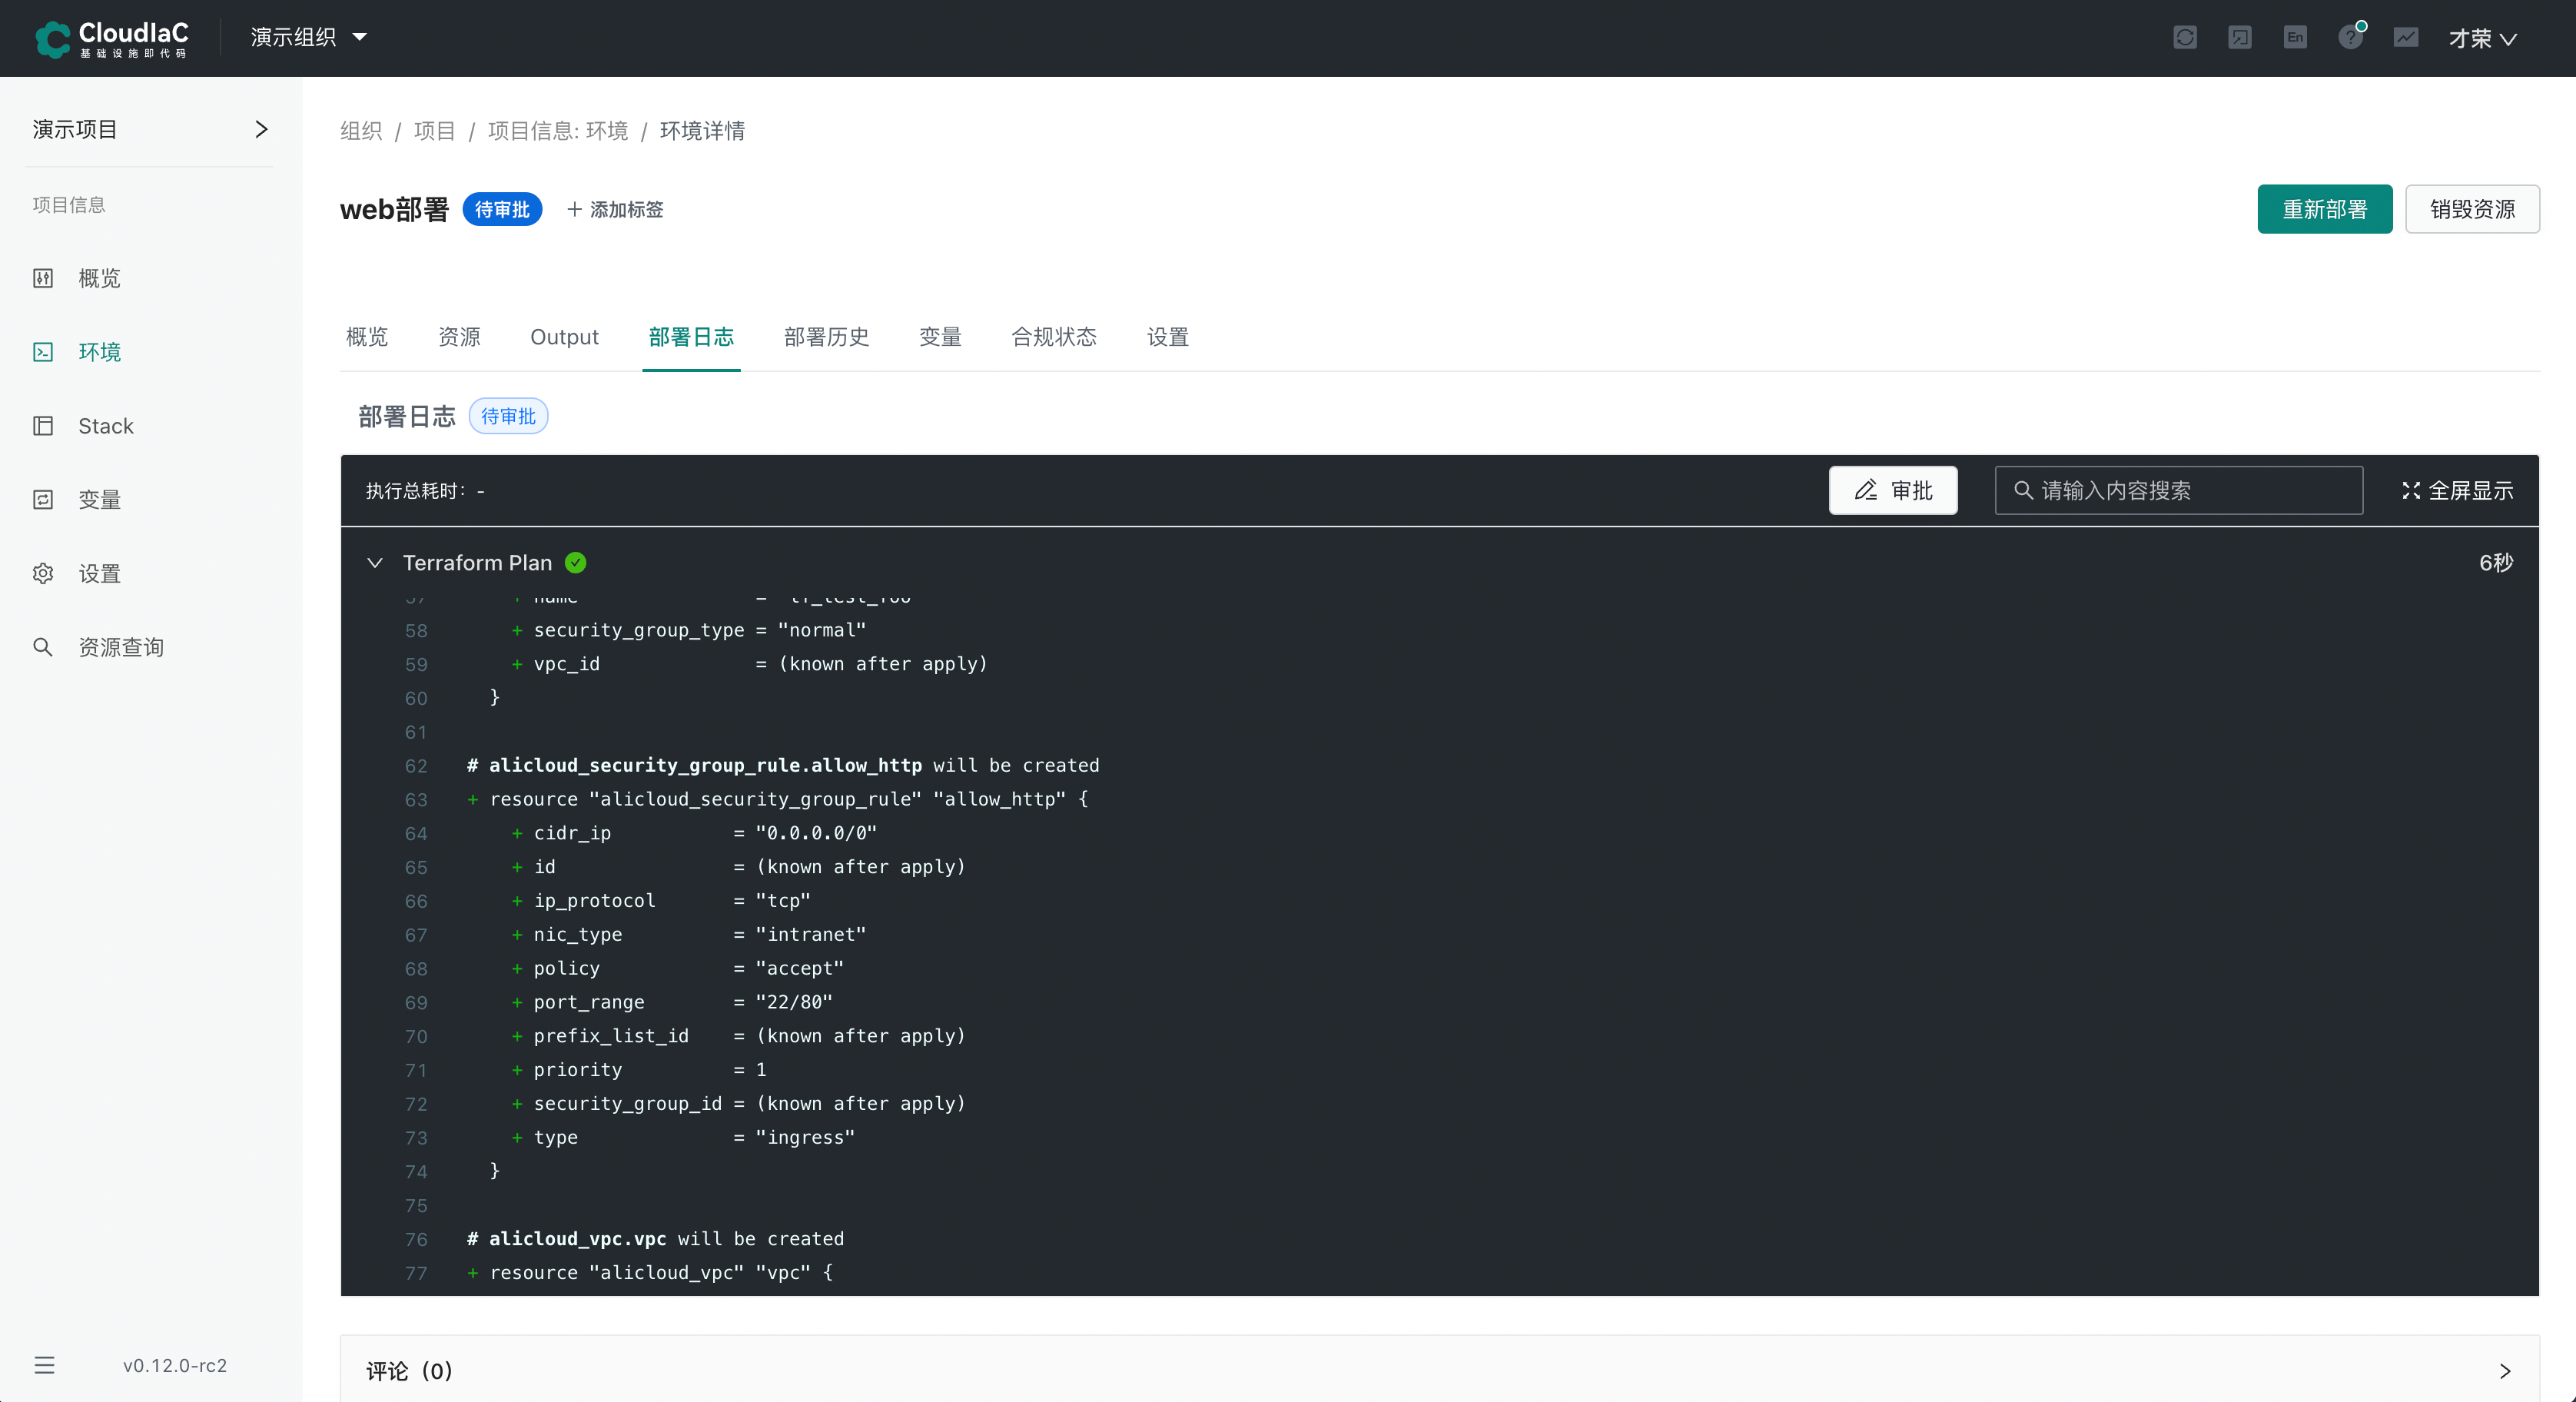 CloudIaC
基础设施即代码
演示组织
En
才荣
演示项目
项目信息
概览
环境
Stack
变量
设置
资源查询
v0.12.0-rc2
组织 / 项目 / 项目信息: 环境 / 环境详情
web部署 待审批 + 添加标签
重新部署 销毁资源
概览 资源 Output 部署日志 部署历史 变量 合规状态 设置
部署日志 待审批
执行总耗时: -
审批 请输入内容搜索 全屏显示
Terraform Plan 6秒
58 + security_group_type = "normal"
59 + vpc_id = (known after apply)
60 }
61
62 # alicloud_security_group_rule.allow_http will be created
63 + resource "alicloud_security_group_rule" "allow_http" {
64 + cidr_ip = "0.0.0.0/0"
65 + id = (known after apply)
66 + ip_protocol = "tcp"
67 + nic_type = "intranet"
68 + policy = "accept"
69 + port_range = "22/80"
70 + prefix_list_id = (known after apply)
71 + priority = 1
72 + security_group_id = (known after apply)
73 + type = "ingress"
74 }
75
76 # alicloud_vpc.vpc will be created
77 + resource "alicloud_vpc" "vpc" {
评论 (0)